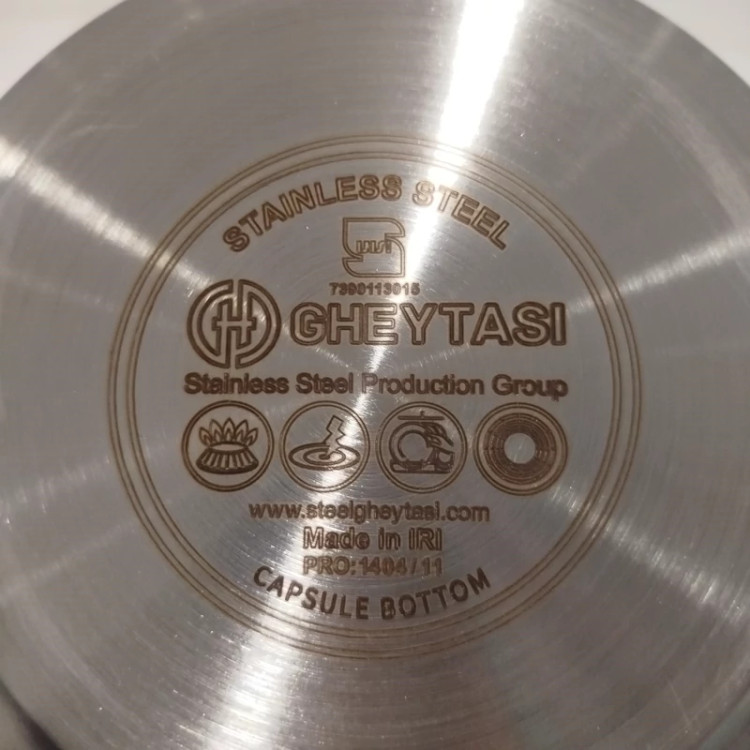 STAINLESS STEEL
7390113015
GHEYTASI
Stainless Steel Production Group
www.steelgheytasi.com
Made in IRI
PRO:1404/11
CAPSULE BOTTOM